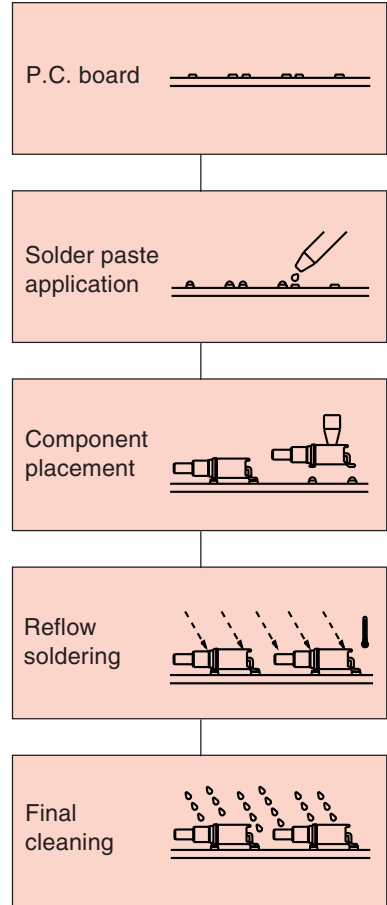 P.C. board
Solder paste
application
Component
placement
Reflow
soldering
Final
cleaning